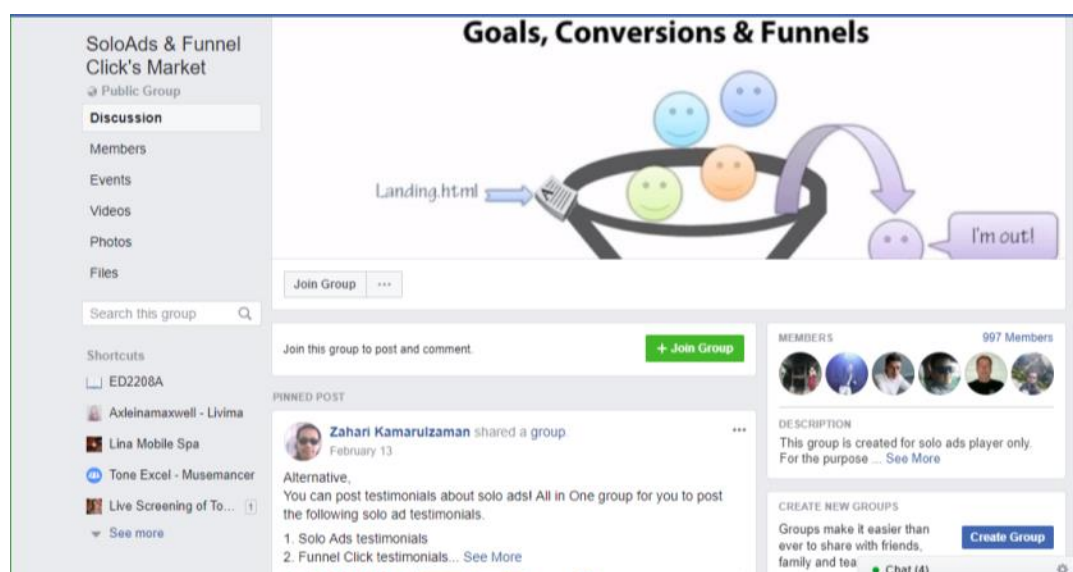 SoloAds & Funnel
Click's Market
Public Group
Discussion
Members
Events
Videos
Photos
Files
Search this group
Shortcuts
ED2208A
Axleinamaxwell - Livima
Lina Mobile Spa
Tone Excel - Musemancer
Live Screening of To... 1
See more
Goals, Conversions & Funnels
Landing.html
I'm out!
Join Group ...
Join this group to post and comment.
+ Join Group
PINNED POST
Zahari Kamarulzaman shared a group.
February 13
...
Alternative,
You can post testimonials about solo ads! All in One group for you to post
the following solo ad testimonials.
1. Solo Ads testimonials
2. Funnel Click testimonials... See More
MEMBERS 997 Members
DESCRIPTION
This group is created for solo ads player only.
For the purpose ... See More
CREATE NEW GROUPS
Groups make it easier than
ever to share with friends,
family and tea
Create Group
Chat (4)